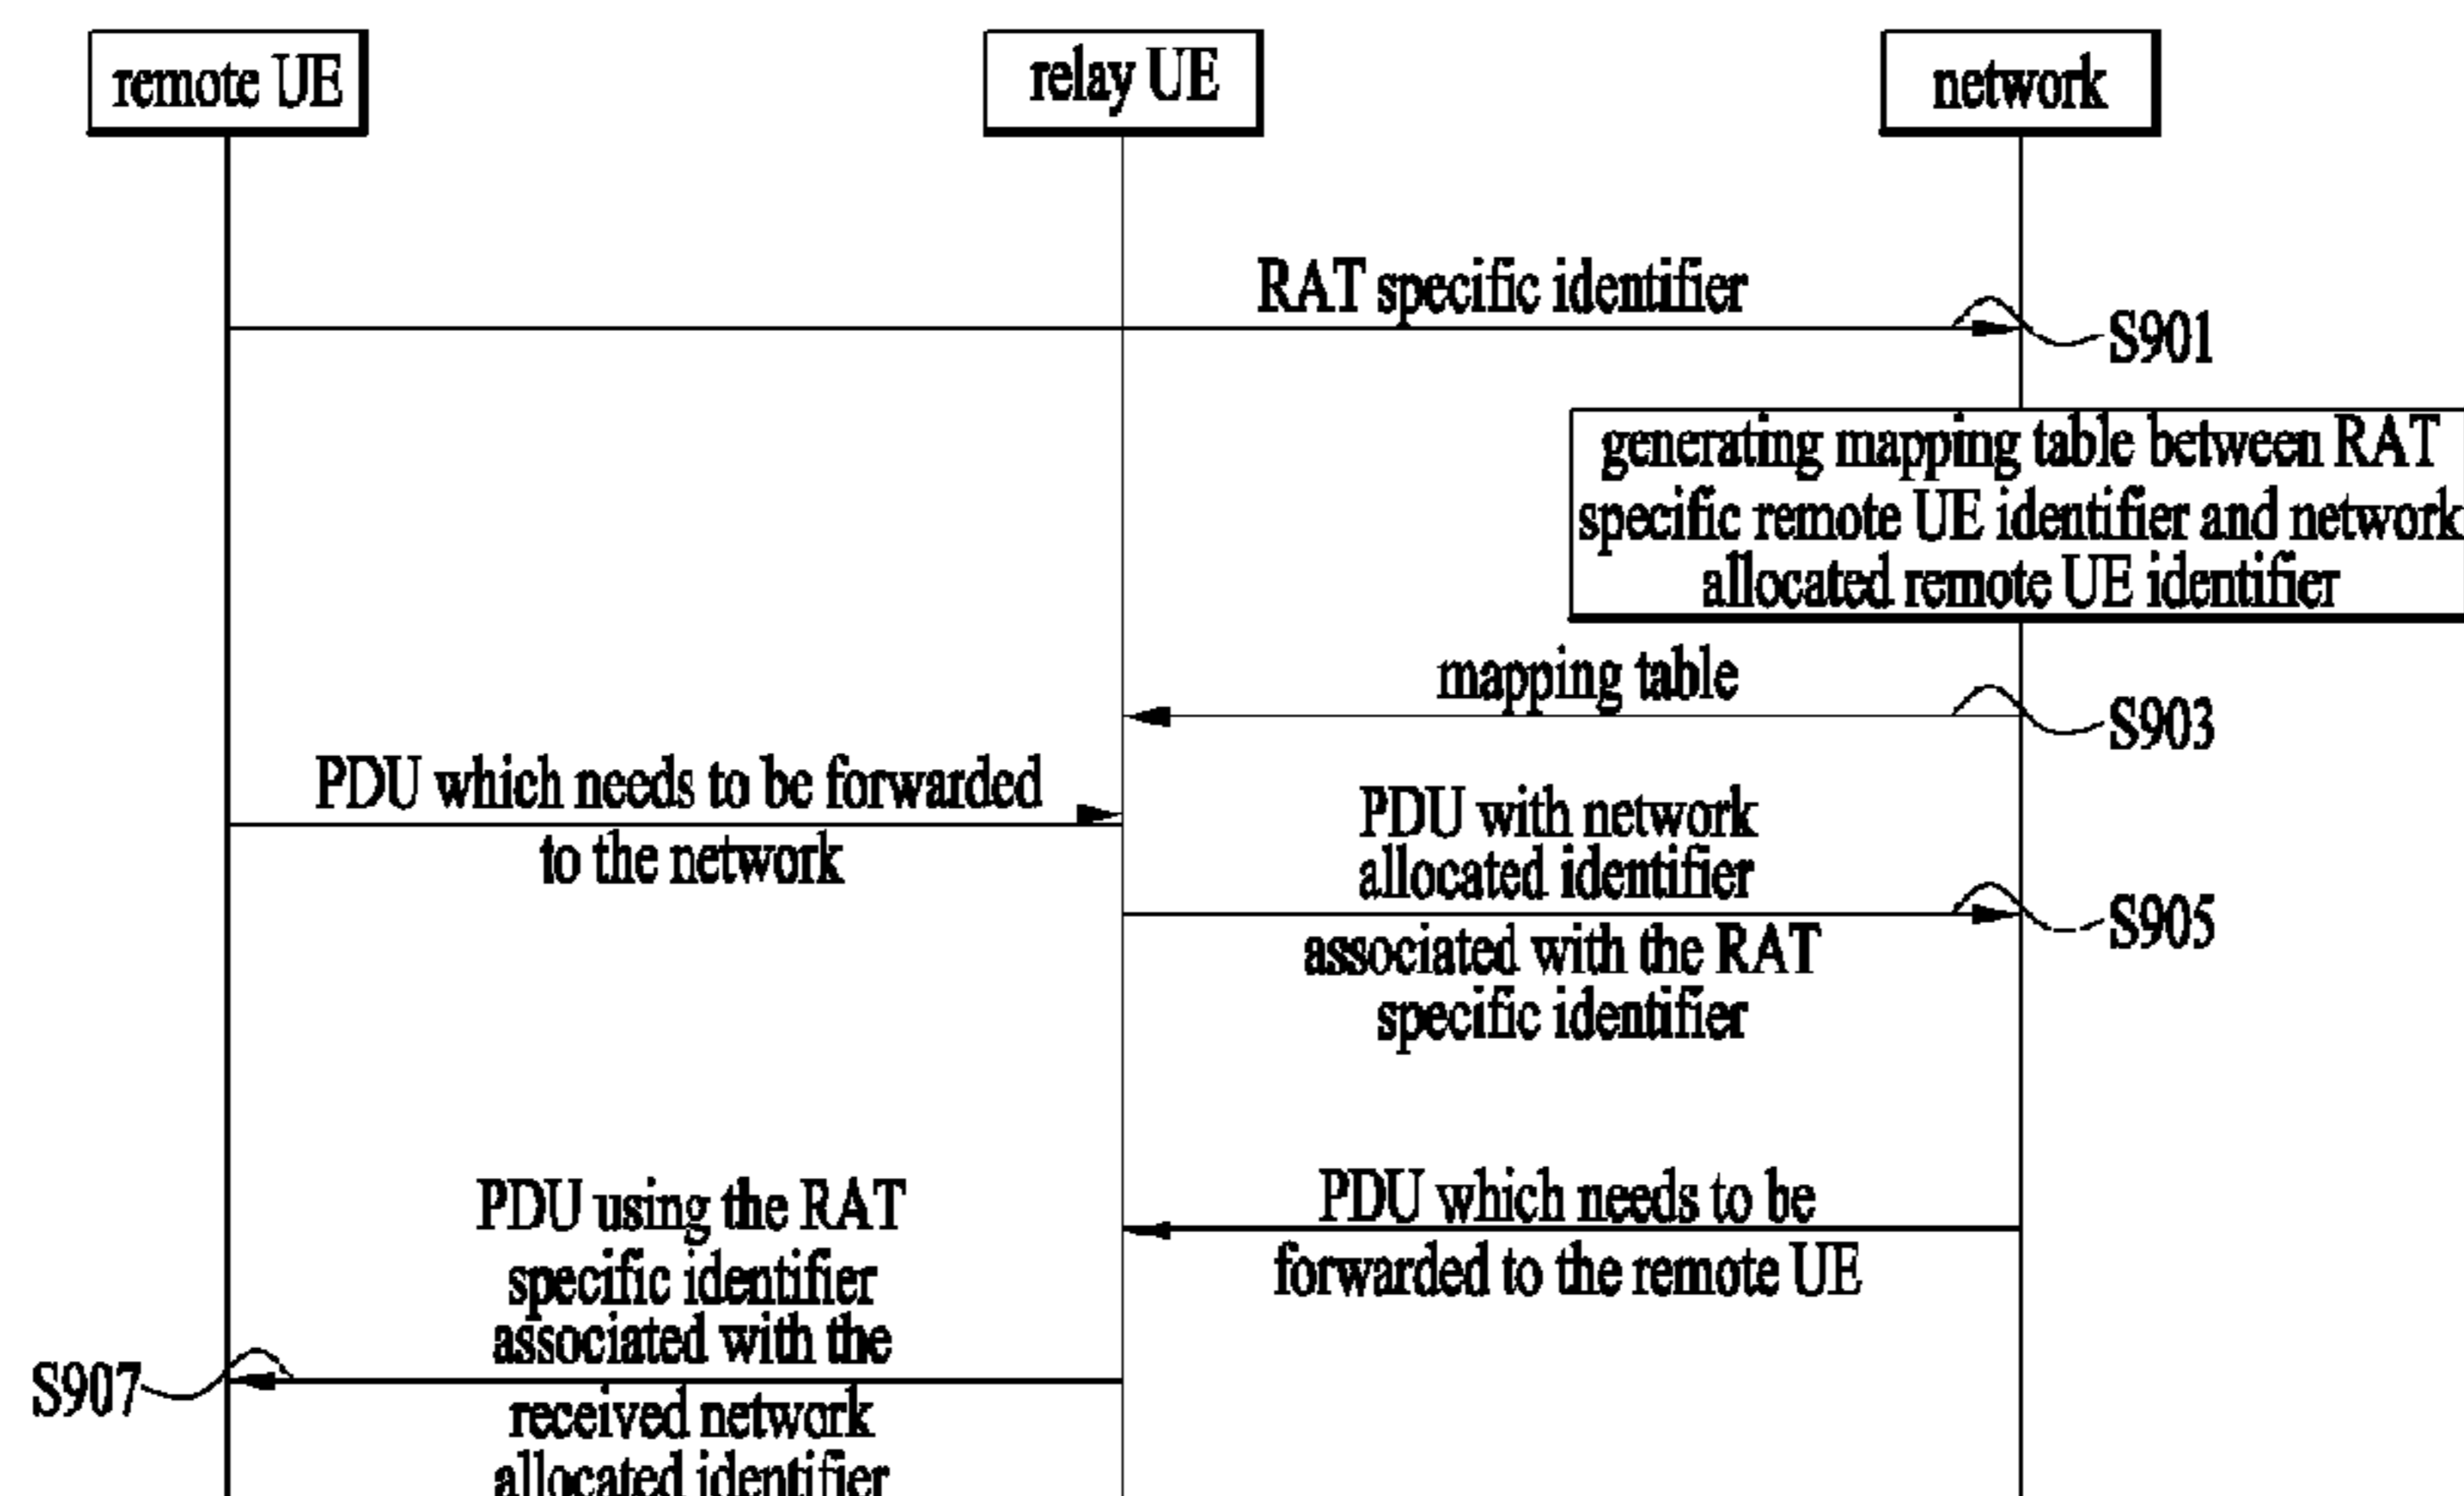 remote UE
relay UE
network
RAT specific identifier
S901
generating mapping table between RAT
specific remote UE identifier and network
allocated remote UE identifier
mapping table
S903
PDU which needs to be forwarded
to the network
PDU with network
allocated identifier
associated with the RAT
specific identifier
S905
PDU which needs to be
forwarded to the remote UE
PDU using the RAT
specific identifier
associated with the
received network
allocated identifier
S907